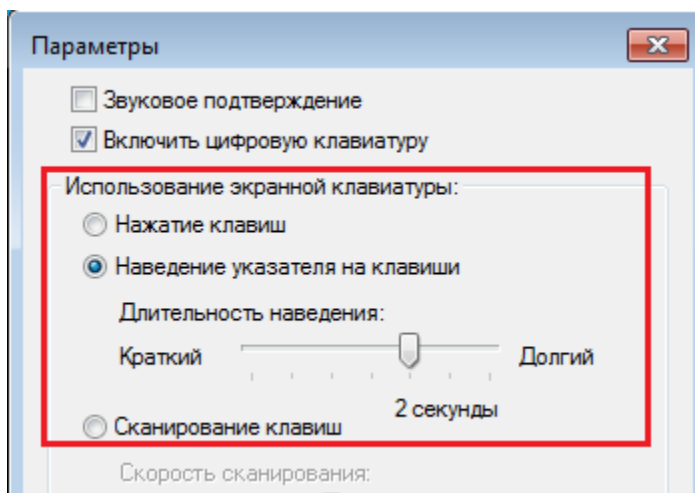 Параметры
Звуковое подтверждение
Включить цифровую клавиатуру
Использование экранной клавиатуры:
Нажатие клавиш
Наведение указателя на клавиши
Длительность наведения:
Краткий Долгий
2 секунды
Сканирование клавиш
Скорость сканирования: